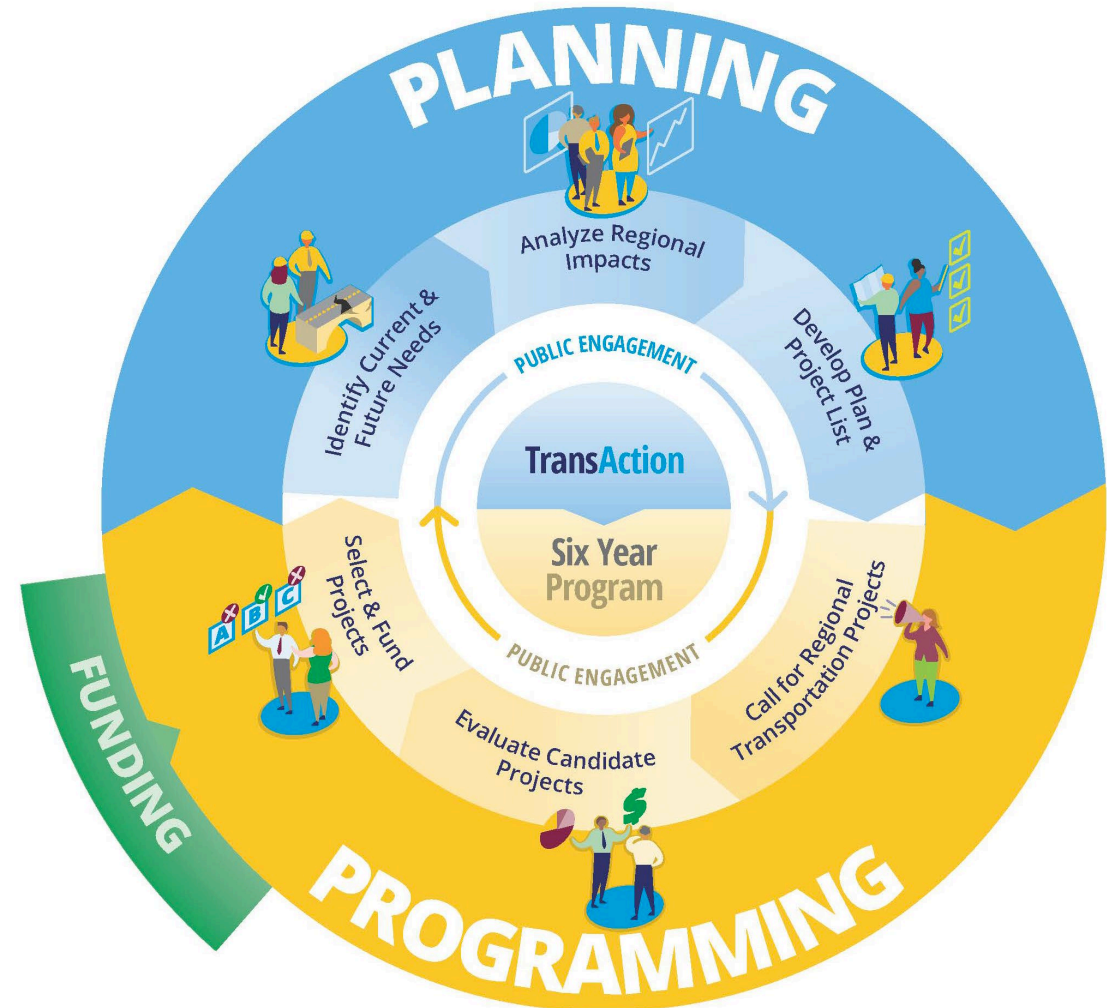 PLANNING
Analyze Regional
Impacts
Identify Current &
Future Needs
Develop Plan &
Project List
PUBLIC ENGAGEMENT
TransAction
Six Year
Program
PUBLIC ENGAGEMENT
Select & Fund
Projects
A
B
C
Call for Regional
Transportation Projects
Evaluate Candidate
Projects
$
FUNDING
PROGRAMMING